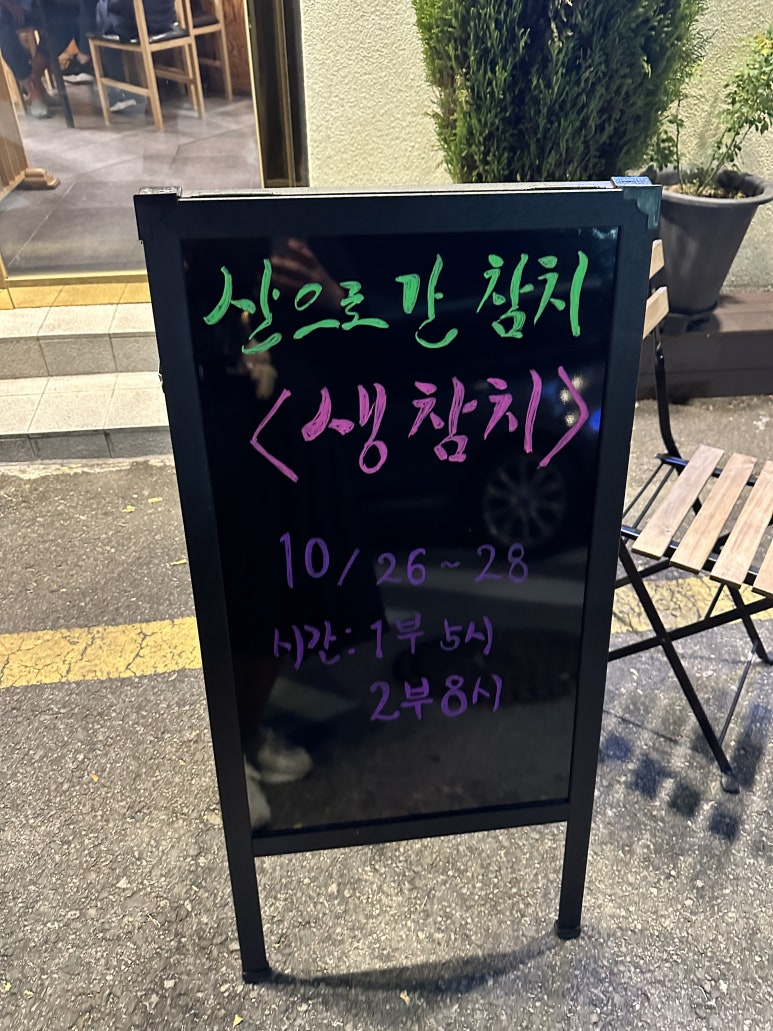 산으로 간 참치
<생참치>
10/26~28
시간: 1부 5시
2부 8시